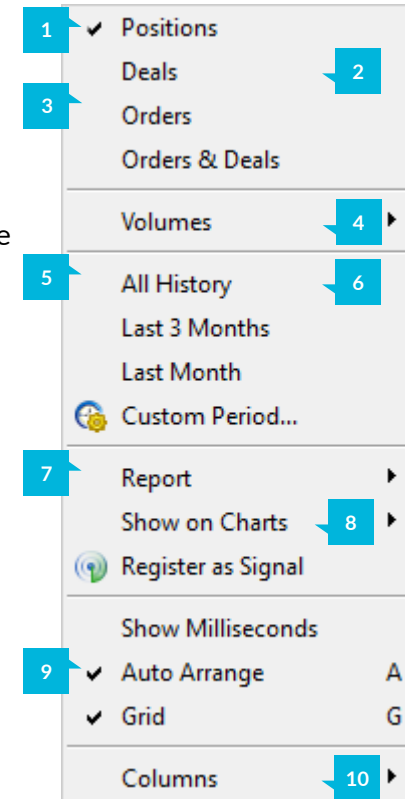 1 Positions
Deals 2
3 Orders
Orders & Deals
Volumes 4
e
5 All History 6
Last 3 Months
Last Month
Custom Period...
7 Report
Show on Charts 8
Register as Signal
Show Milliseconds
9 Auto Arrange A
Grid G
Columns 10